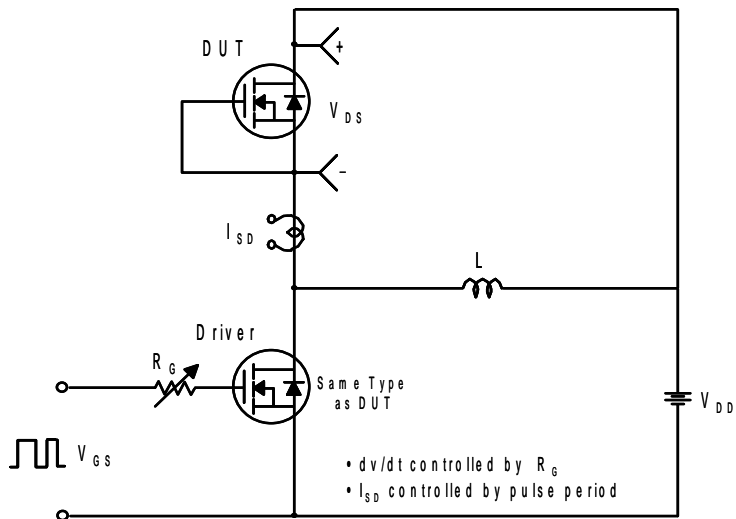 DUT
+
VDS
–
ISD
L
Driver
RG
Same Type
as DUT
VDD
VGS
• dv/dt controlled by RG
• ISD controlled by pulse period